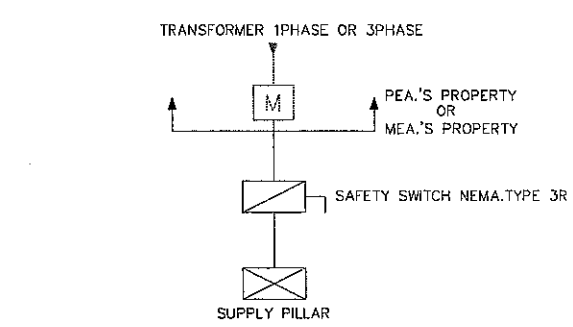 TRANSFORMER 1PHASE OR 3PHASE
M
PEA.'S PROPERTY
OR
MEA.'S PROPERTY
SAFETY SWITCH NEMA.TYPE 3R
SUPPLY PILLAR